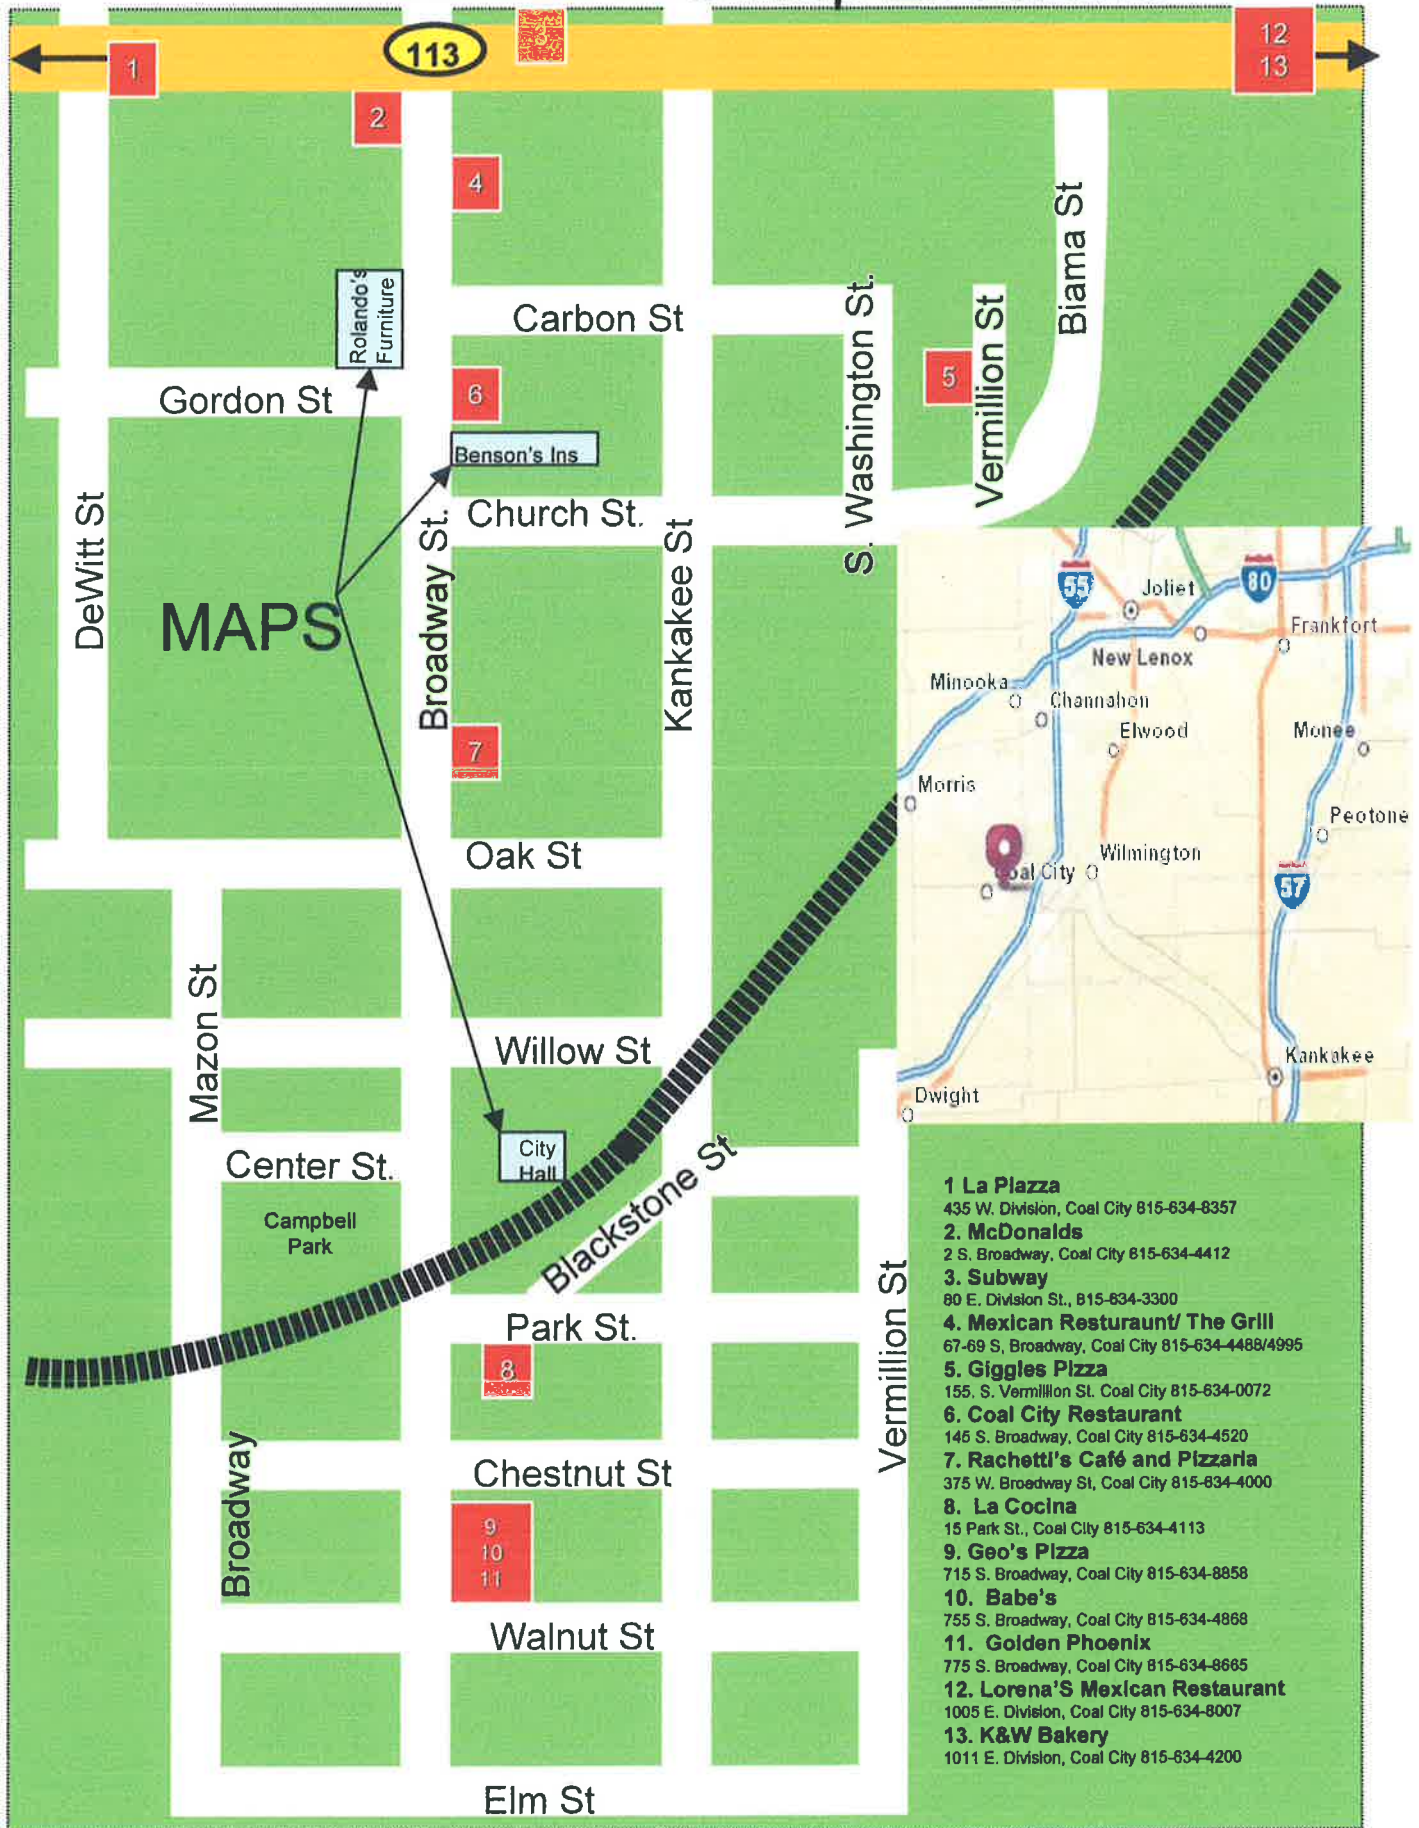 113
1
3
12
13
2
4
Rolando's
Furniture
Carbon St
Biama St
S. Washington St.
Vermillion St
5
Gordon St
6
Benson's Ins
Church St.
DeWitt St
MAPS
Broadway St.
Kankakee St
7
Oak St
Mazon St
Willow St
City
Hall
Center St.
Campbell
Park
Blackstone St
Park St.
8
Vermillion St
Broadway
Chestnut St
9
10
11
Walnut St
Elm St
55
80
Joliet
Frankfort
New Lenox
Minooka
Channahon
Elwood
Monee
Morris
Peotone
Wilmington
oal City
57
Kankakee
Dwight
1 La Piazza
435 W. Division, Coal City 815-634-8357
2. McDonalds
2 S. Broadway, Coal City 815-634-4412
3. Subway
80 E. Division St., 815-634-3300
4. Mexican Resturaunt/ The Grill
67-69 S, Broadway, Coal City 815-634-4488/4995
5. Giggles Pizza
155. S. Vermillion St. Coal City 815-634-0072
6. Coal City Restaurant
145 S. Broadway, Coal City 815-634-4520
7. Rachetti's Café and Pizzaria
375 W. Broadway St, Coal City 815-634-4000
8. La Cocina
15 Park St., Coal City 815-634-4113
9. Geo's Pizza
715 S. Broadway, Coal City 815-634-8858
10. Babe's
755 S. Broadway, Coal City 815-634-4868
11. Golden Phoenix
775 S. Broadway, Coal City 815-634-8665
12. Lorena'S Mexican Restaurant
1005 E. Division, Coal City 815-634-8007
13. K&W Bakery
1011 E. Division, Coal City 815-634-4200